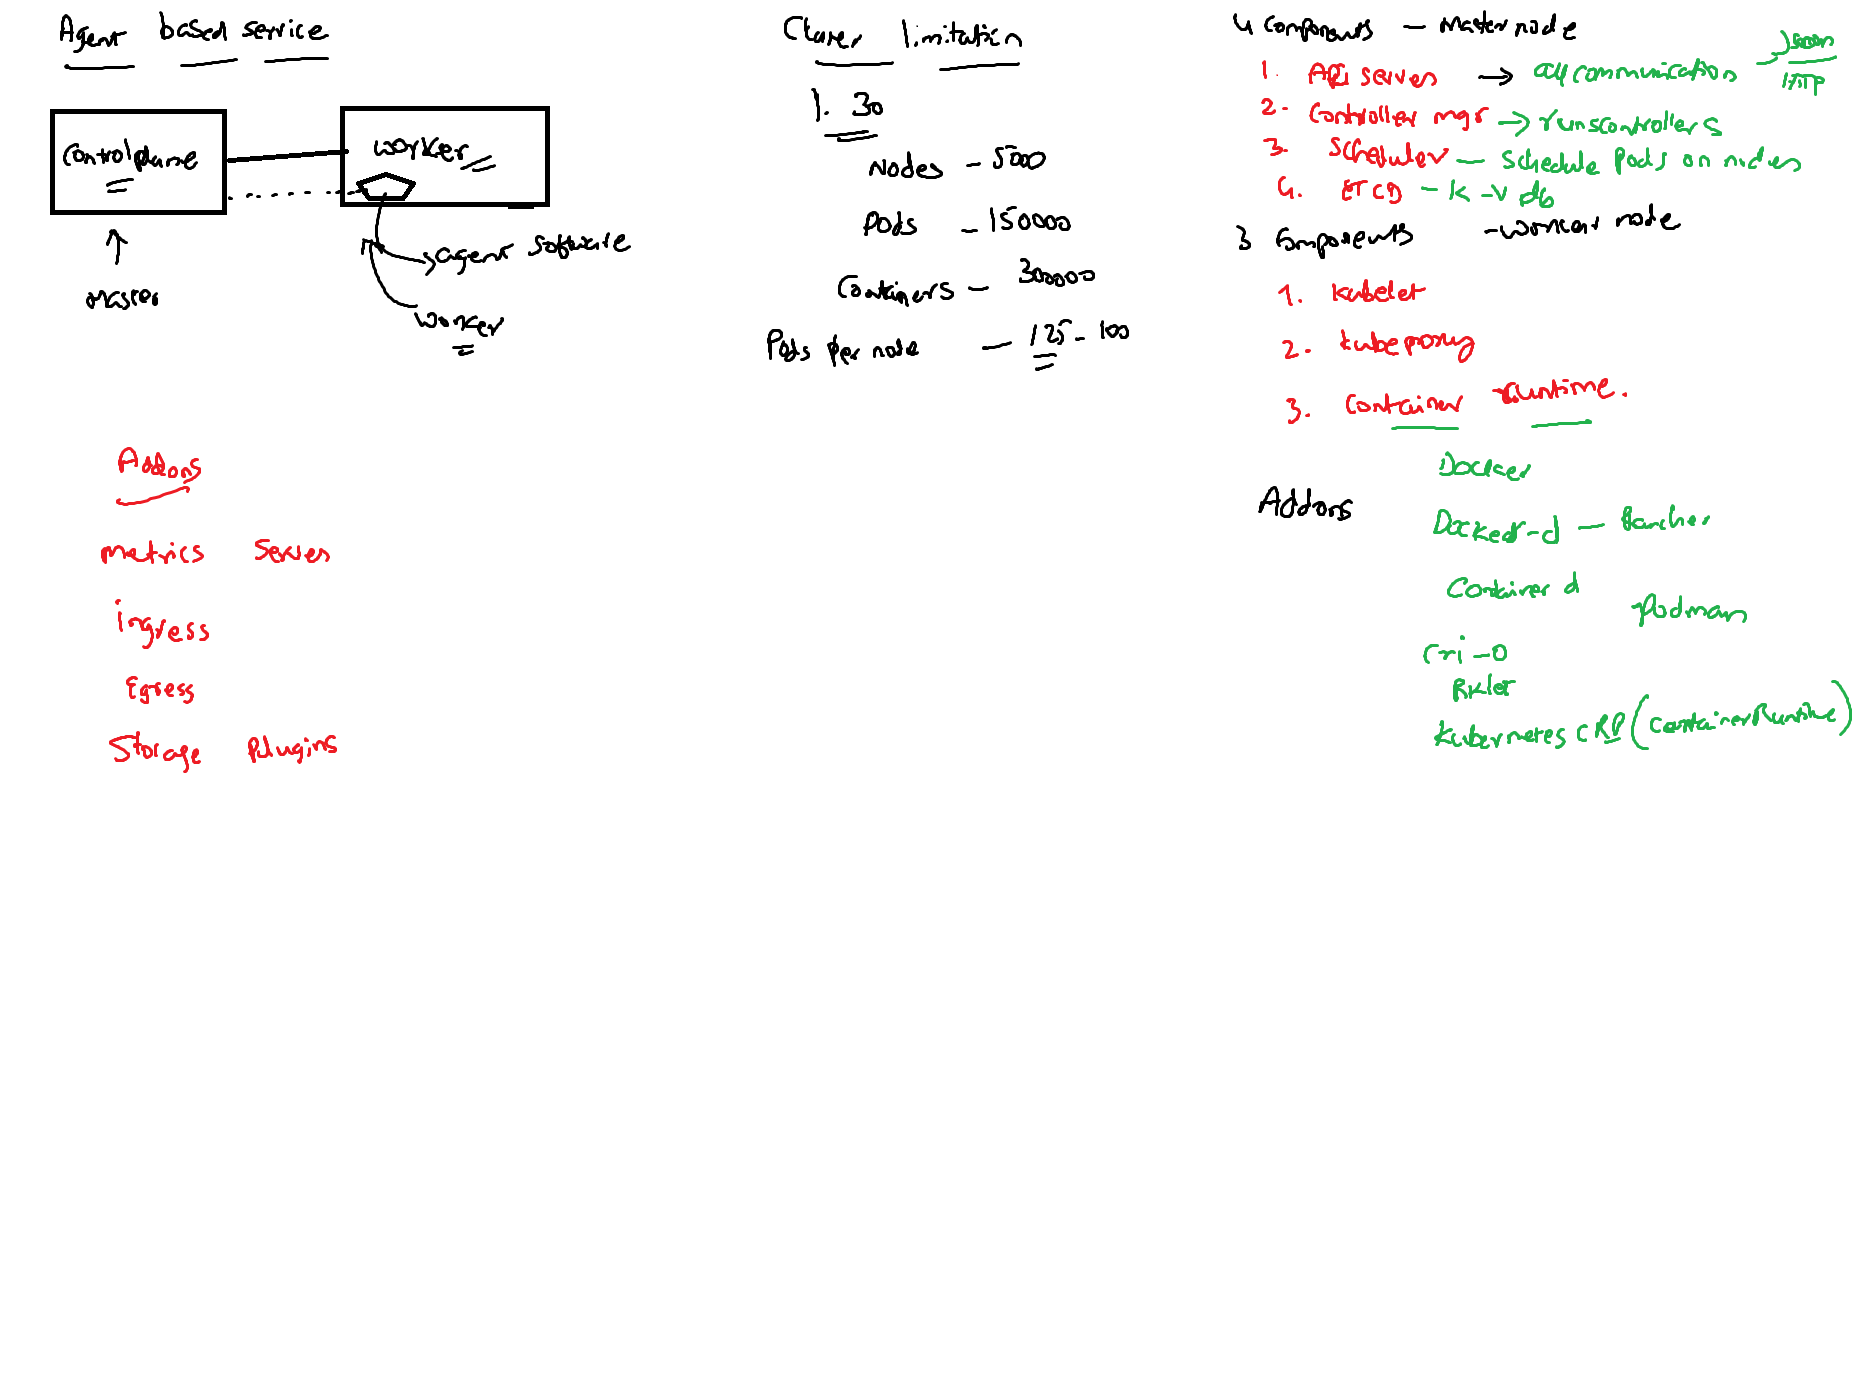 Agent based service
Controlplane
worker
Master
agent software
worker
Addons
metrics Server
ingress
Egress
Storage Plugins
Cluster limitation
1. 30
Nodes - 5000
Pods - 150000
Containers - 300000
Pods per node - 125 - 100
4 Components - Master node
1. Api server → all communication → json
HTTP
2. Controller mgr → runs controllers
3. Scheduler - Schedule Pods on nodes
4. ETCD - K-V db
3 Components - worker node
1. Kubelet
2. Kubeproxy
3. Container runtime.
Addons
Docker
Docker-d - Rancher
Container d
Podman
Cri-O
Rklet
Kubernetes CRP (containerRuntime)